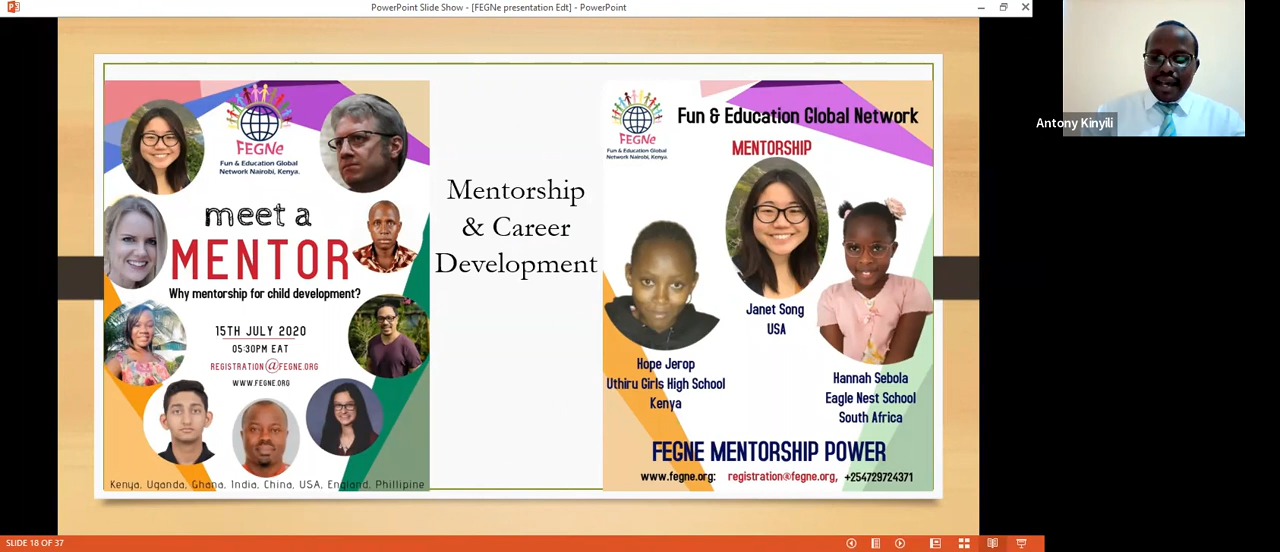 PowerPoint Slide Show - [FEGNe presentation Edt] - PowerPoint
Antony Kinyili
FEGNe
Fun & Education Global
Network Nairobi, Kenya.
meet a
MENTOR
Why mentorship for child development?
15TH JULY 2020
05:30PM EAT
REGISTRATION@FEGNE.ORG
WWW.FEGNE.ORG
Kenya, Uganda, Ghana, India, China, USA, England, Phillipine
Mentorship
& Career
Development
FEGNe
Fun & Education Global
Network Nairobi, Kenya.
Fun & Education Global Network
MENTORSHIP
Janet Song
USA
Hope Jerop
Uthiru Girls High School
Kenya
Hannah Sebola
Eagle Nest School
South Africa
FEGNE MENTORSHIP POWER
www.fegne.org: registration@fegne.org, +254729724371
SLIDE 18 OF 37